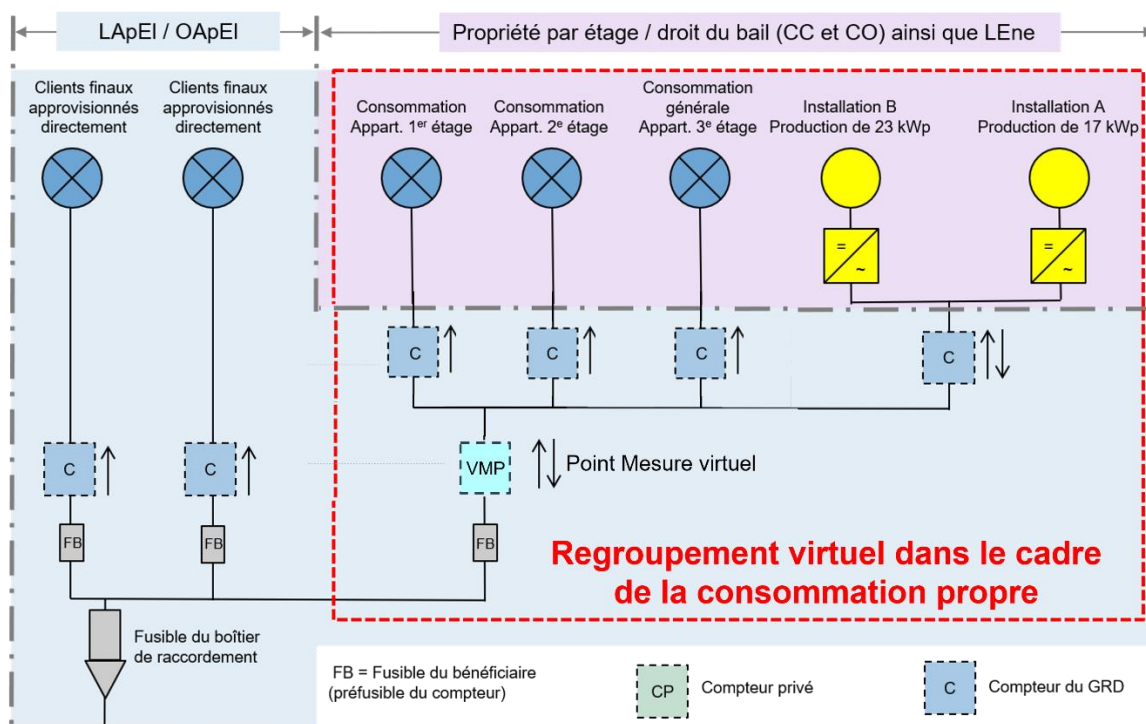 LApEl / OApEl
Propriété par étage / droit du bail (CC et CO) ainsi que LEne
Clients finaux
approvisionnés
directement
Clients finaux
approvisionnés
directement
Consommation
Appart. 1er étage
Consommation
Appart. 2e étage
Consommation
générale
Appart. 3e étage
Installation B
Production de 23 kWp
Installation A
Production de 17 kWp
=
~
=
~
C
C
C
C
C
C
VMP
Point Mesure virtuel
FB
FB
FB
Regroupement virtuel dans le cadre
de la consommation propre
Fusible du boîtier
de raccordement
FB = Fusible du bénéficiaire
(préfusible du compteur)
CP
Compteur privé
C
Compteur du GRD